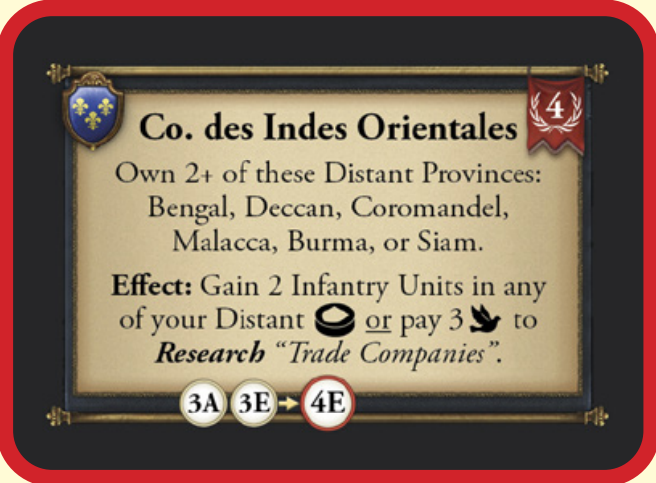 4
Co. des Indes Orientales
Own 2+ of these Distant Provinces:
Bengal, Deccan, Coromandel,
Malacca, Burma, or Siam.
Effect: Gain 2 Infantry Units in any
of your Distant or pay 3 to
Research “Trade Companies”.
3A 3E 4E